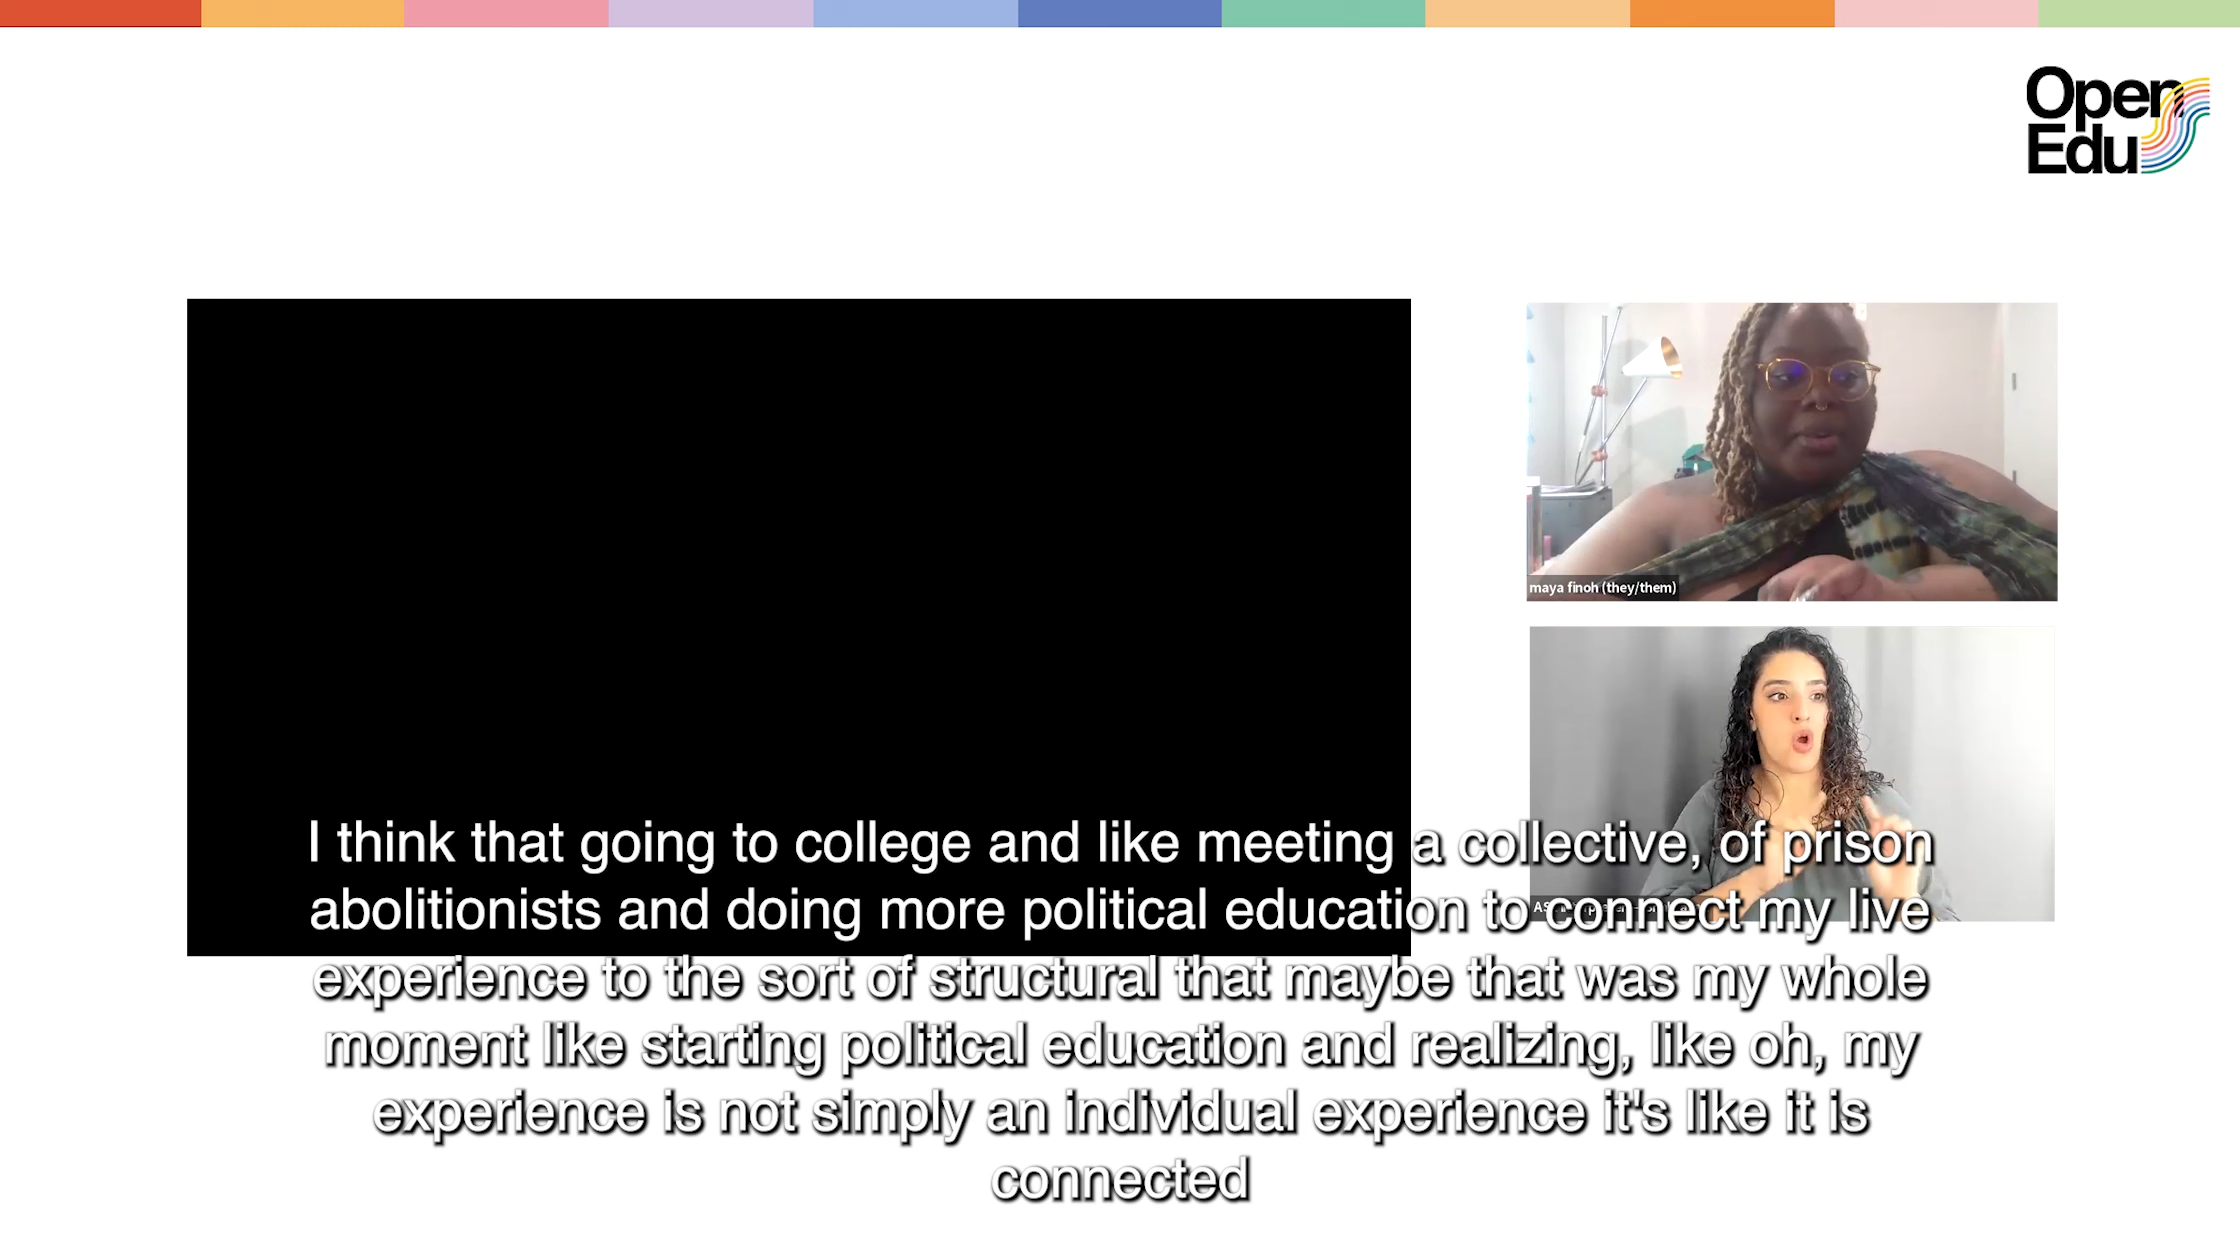 Open
Edu
maya finoh (they/them)
I think that going to college and like meeting a collective, of prison
abolitionists and doing more political education to connect my live
experience to the sort of structural that maybe that was my whole
moment like starting political education and realizing, like oh, my
experience is not simply an individual experience it's like it is
connected